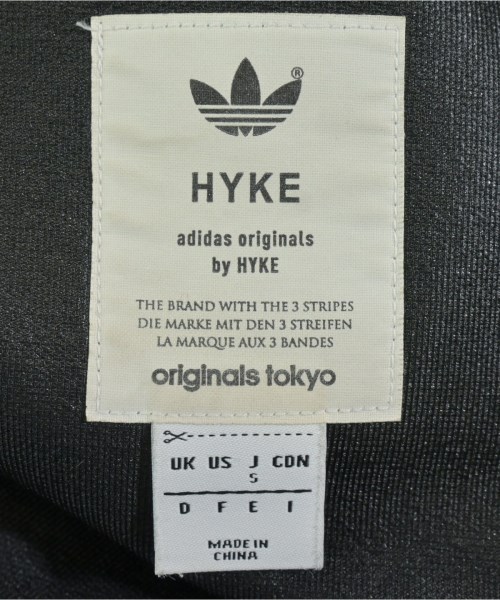 ®
HYKE
adidas originals
by HYKE
THE BRAND WITH THE 3 STRIPES
DIE MARKE MIT DEN 3 STREIFEN
LA MARQUE AUX 3 BANDES
originals tokyo
UK US J CDN
S
D F E I
MADE IN
CHINA